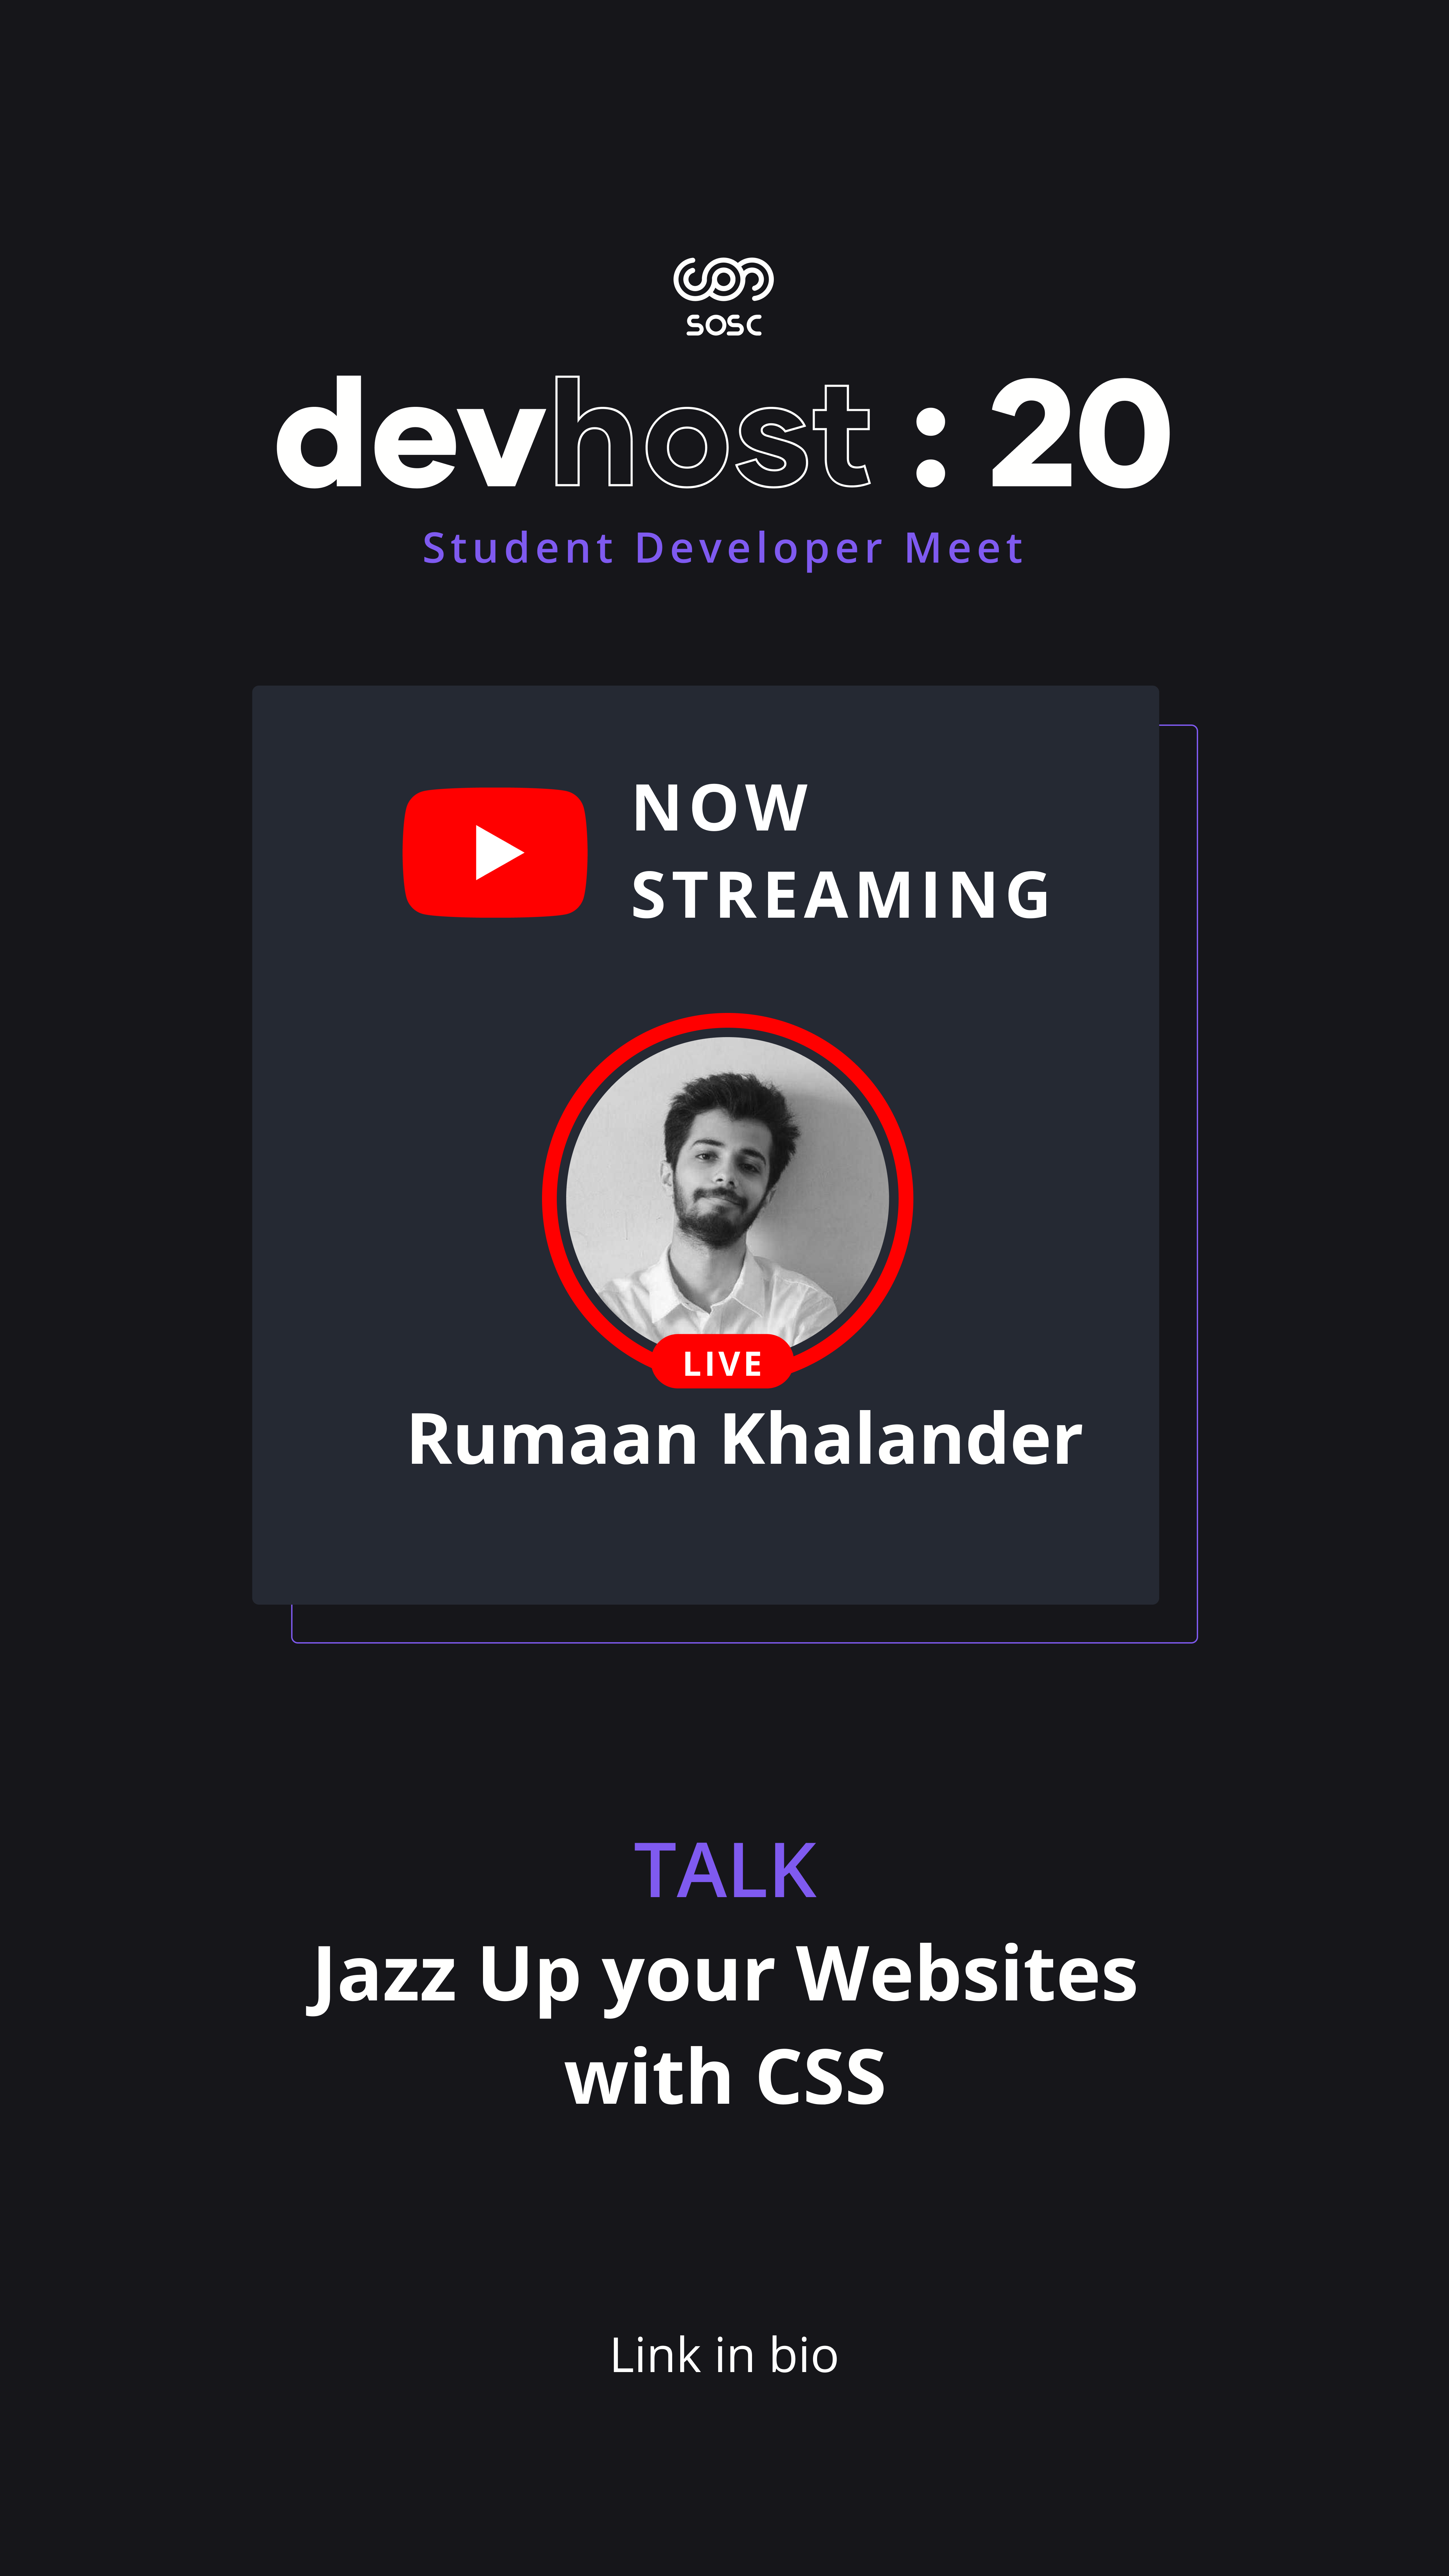 SOSC
devhost : 20
Student Developer Meet
NOW
STREAMING
LIVE
Rumaan Khalander
TALK
Jazz Up your Websites
with CSS
Link in bio